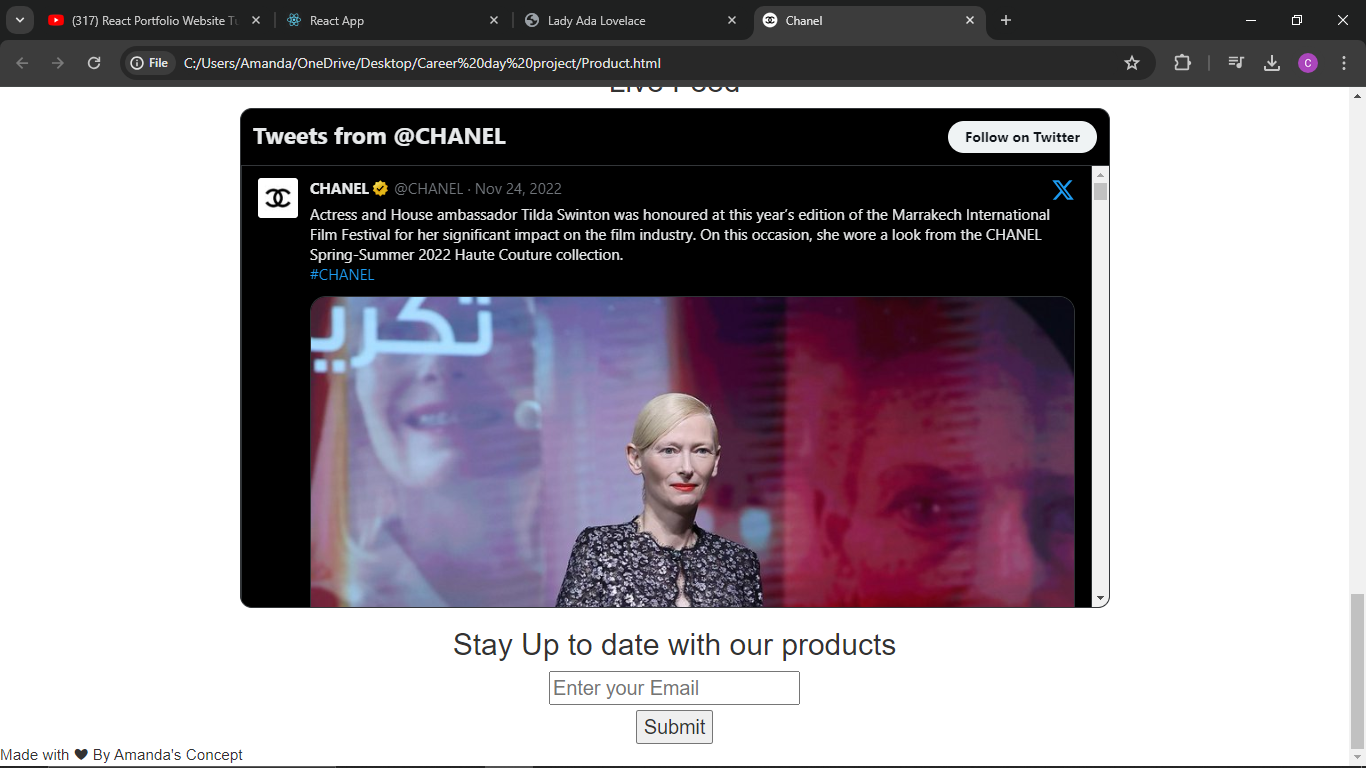 (317) React Portfolio Website Tu
React App
Lady Ada Lovelace
Chanel
File
C:/Users/Amanda/OneDrive/Desktop/Career%20day%20project/Product.html
C
Tweets from @CHANEL
Follow on Twitter
CHANEL @CHANEL · Nov 24, 2022
Actress and House ambassador Tilda Swinton was honoured at this year's edition of the Marrakech International
Film Festival for her significant impact on the film industry. On this occasion, she wore a look from the CHANEL
Spring-Summer 2022 Haute Couture collection.
#CHANEL
Stay Up to date with our products
Enter your Email
Submit
Made with ❤ By Amanda's Concept